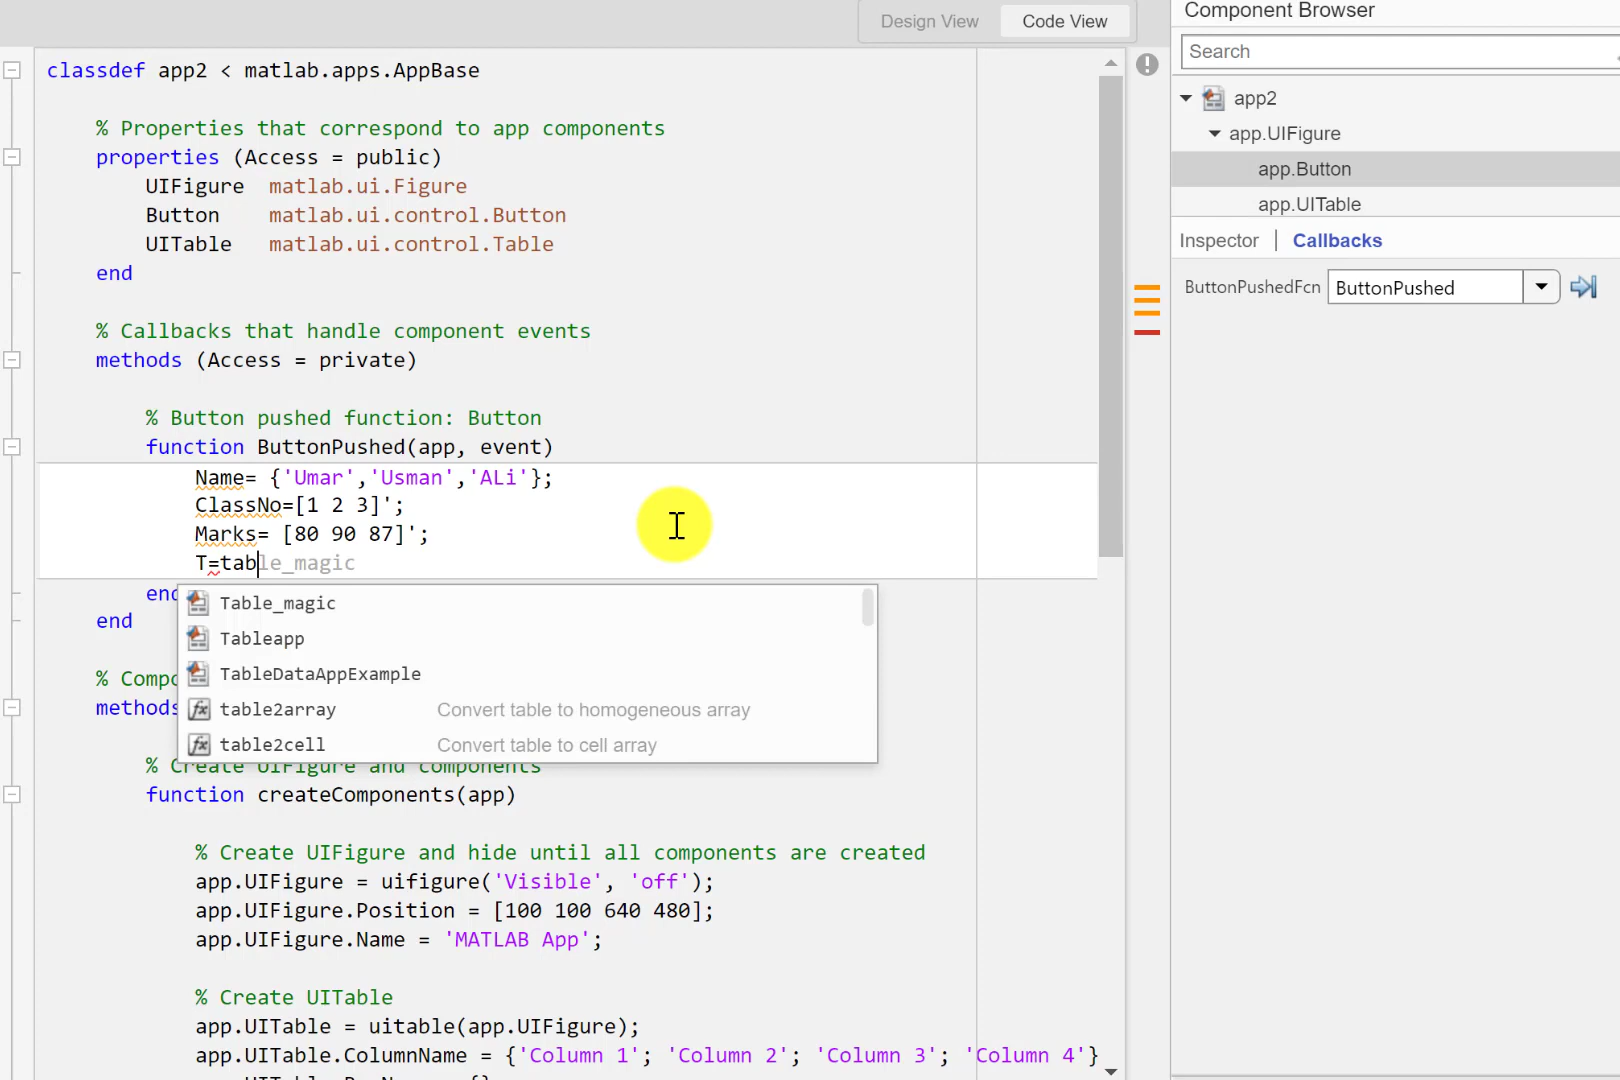 Design View Code View
classdef app2 < matlab.apps.AppBase
% Properties that correspond to app components
properties (Access = public)
UIFigure matlab.ui.Figure
Button matlab.ui.control.Button
UITable matlab.ui.control.Table
end
% Callbacks that handle component events
methods (Access = private)
% Button pushed function: Button
function ButtonPushed(app, event)
Name= {'Umar','Usman','ALi'};
ClassNo=[1 2 3]';
Marks= [80 90 87]';
T=table_magic
end
Table_magic
Tableapp
TableDataAppExample
table2array Convert table to homogeneous array
table2cell Convert table to cell array
end
% Comp
methods
% Create UIFigure and components
function createComponents(app)
% Create UIFigure and hide until all components are created
app.UIFigure = uifigure('Visible', 'off');
app.UIFigure.Position = [100 100 640 480];
app.UIFigure.Name = 'MATLAB App';
% Create UITable
app.UITable = uitable(app.UIFigure);
app.UITable.ColumnName = {'Column 1'; 'Column 2'; 'Column 3'; 'Column 4'}
Component Browser
Search
app2
app.UIFigure
app.Button
app.UITable
Inspector | Callbacks
ButtonPushedFcn ButtonPushed